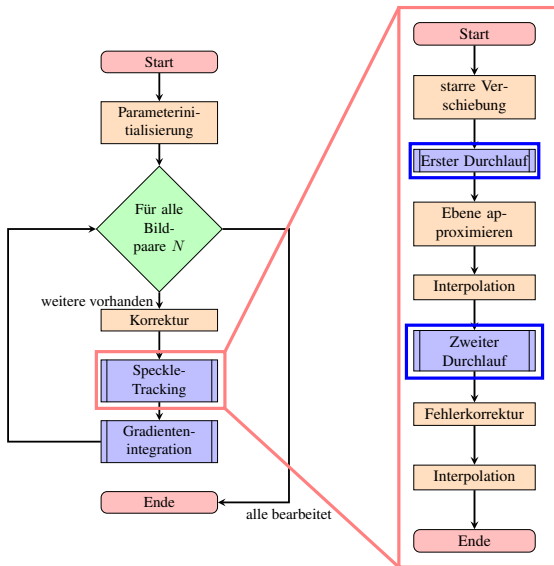 Start
Parameterini-
tialisierung
Für alle
Bild-
paare N
weitere vorhanden
Korrektur
Speckle-
Tracking
Gradienten-
integration
Ende
alle bearbeitet
Start
starre Ver-
schiebung
Erster Durchlauf
Ebene ap-
proximieren
Interpolation
Zweiter
Durchlauf
Fehlerkorrektur
Interpolation
Ende